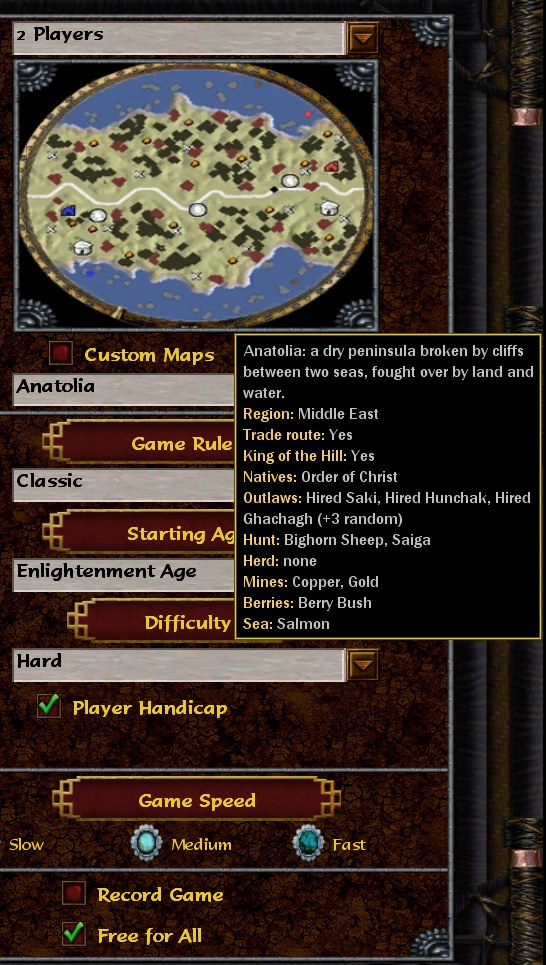 2 Players
Custom Maps
Anatolia
Anatolia: a dry peninsula broken by cliffs
between two seas, fought over by land and
water.
Region: Middle East
Trade route: Yes
King of the Hill: Yes
Natives: Order of Christ
Outlaws: Hired Saki, Hired Hunchak, Hired
Ghachagh (+3 random)
Hunt: Bighorn Sheep, Saiga
Herd: none
Mines: Copper, Gold
Berries: Berry Bush
Sea: Salmon
Game Rule
Classic
Starting Ag
Enlightenment Age
Difficulty
Hard
Player Handicap
Game Speed
Slow Medium Fast
Record Game
Free for All